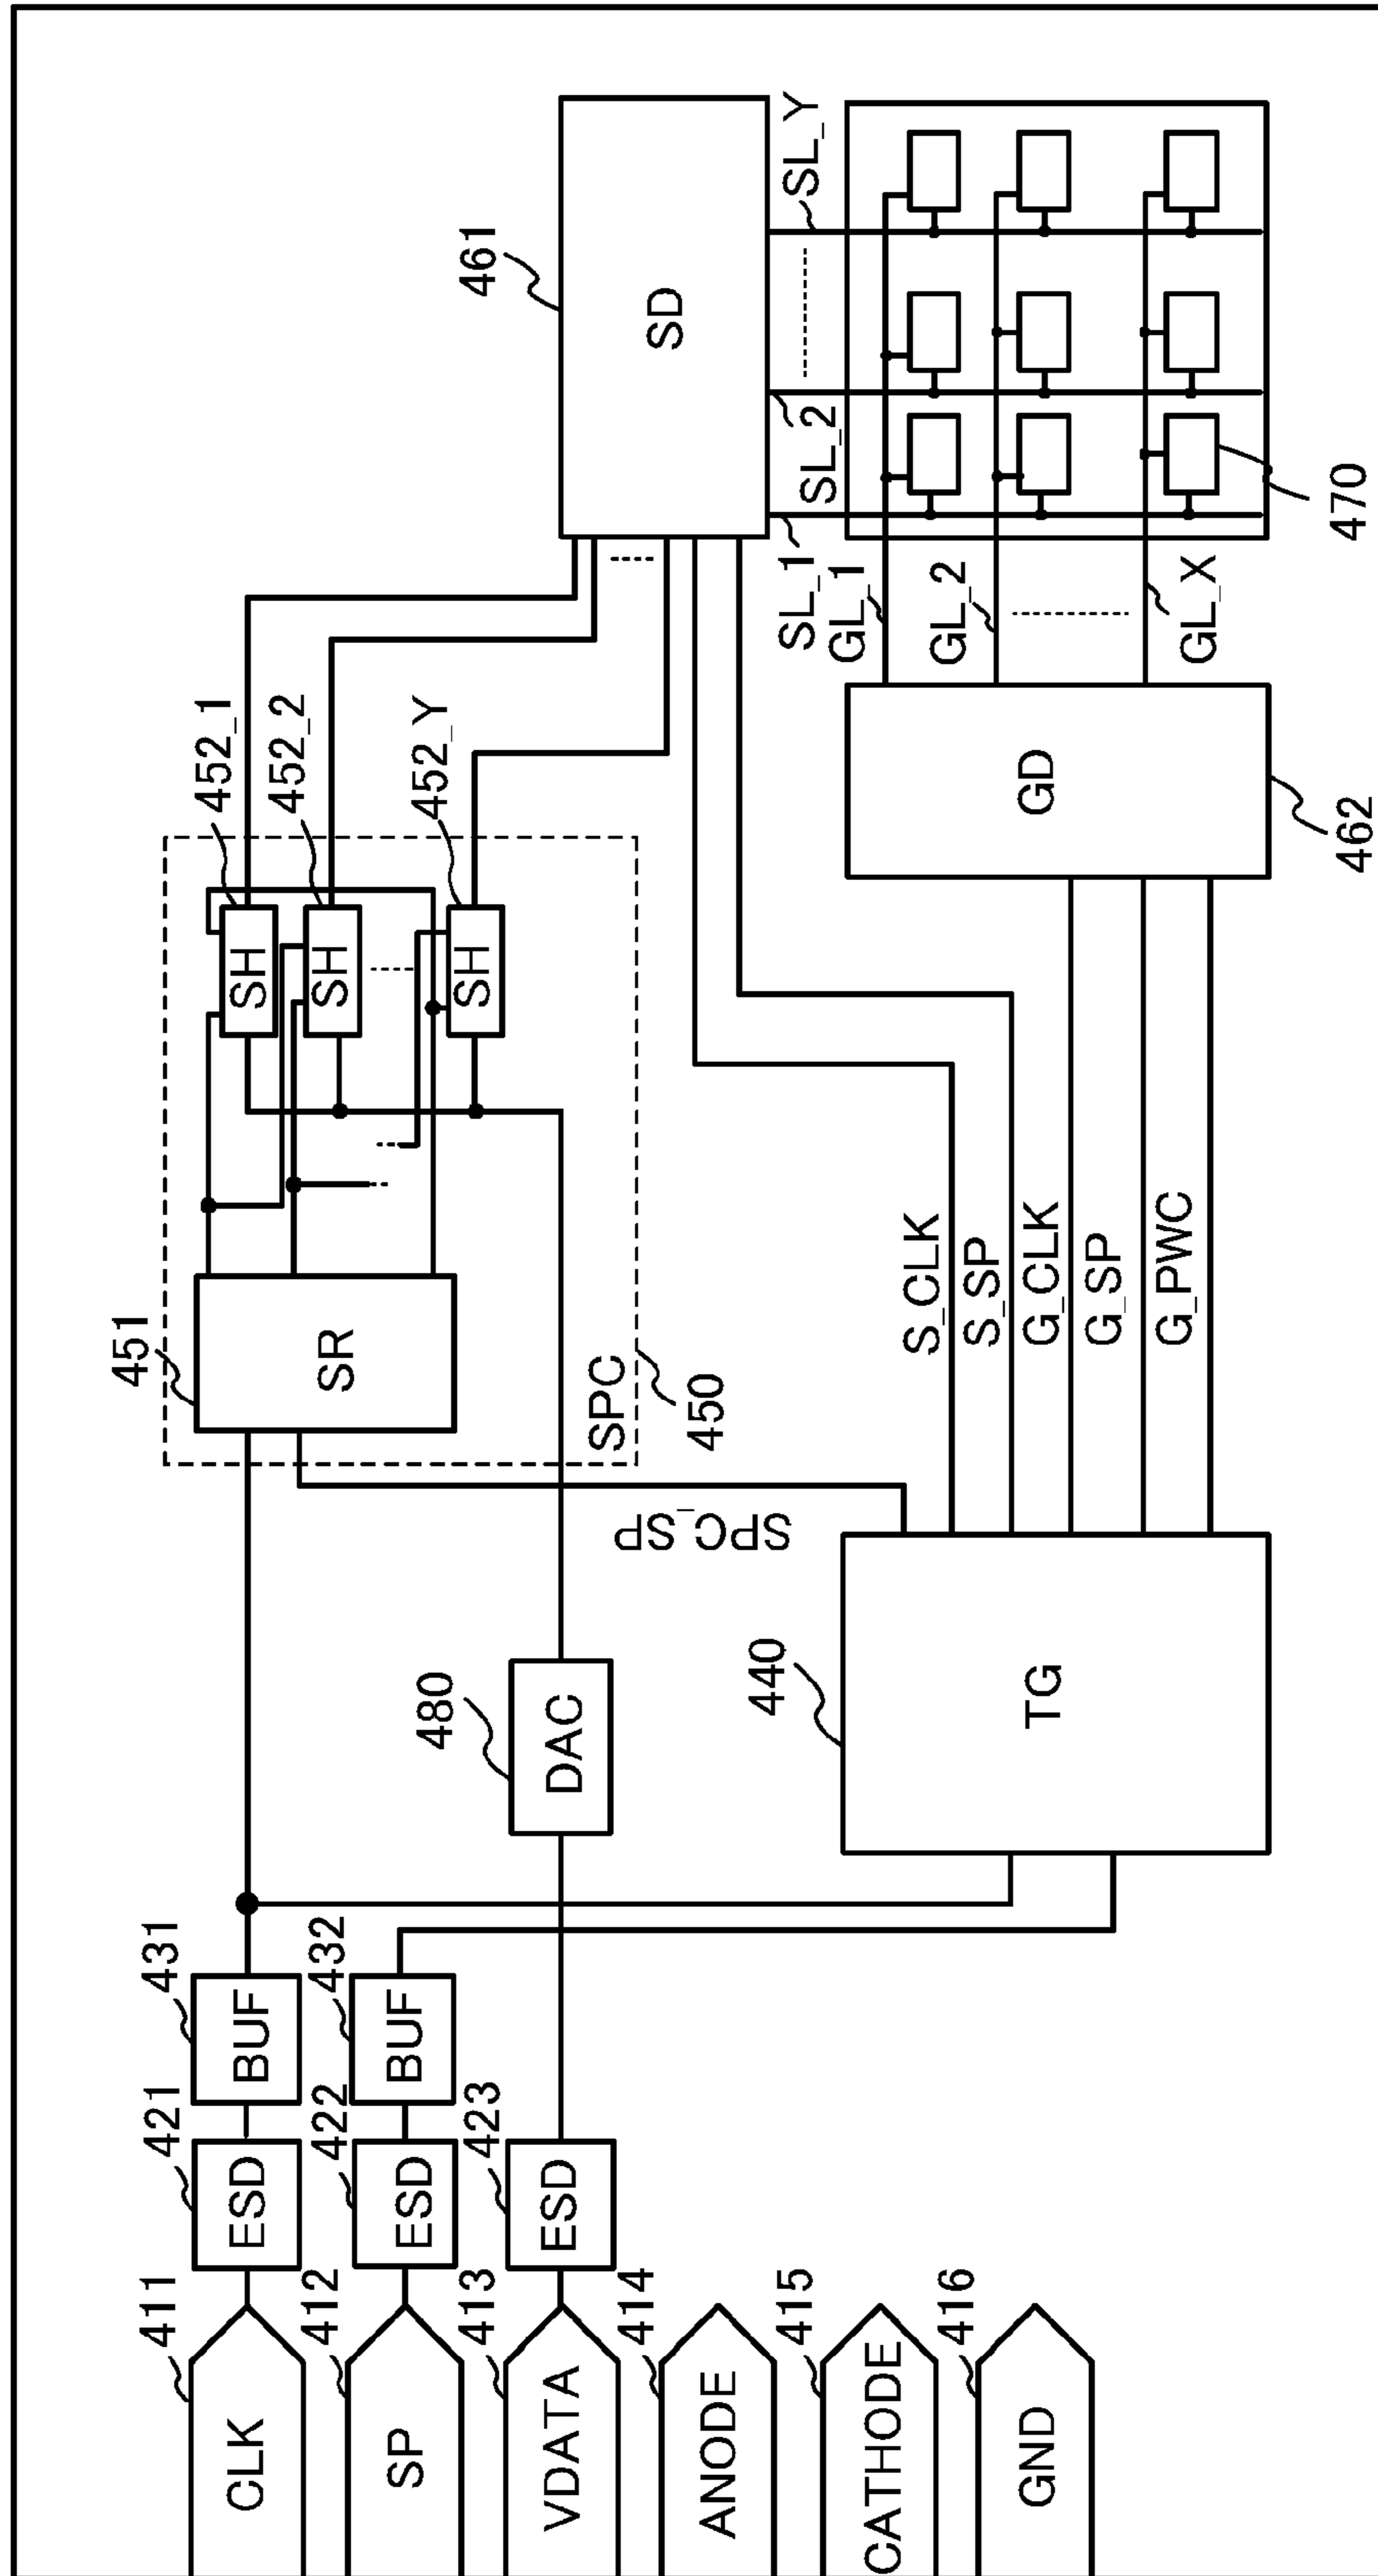 411
CLK
421
ESD
431
BUF
412
SP
422
ESD
432
BUF
413
VDATA
423
ESD
480
DAC
414
ANODE
415
CATHODE
416
GND
440
TG
451
SR
SPC
450
452_1
SH
452_2
SH
452_Y
SH
SPC_SP
S_CLK
S_SP
G_CLK
G_SP
G_PWC
461
SD
SL_1
SL_2
SL_Y
GL_1
GL_2
GL_X
GD
462
470